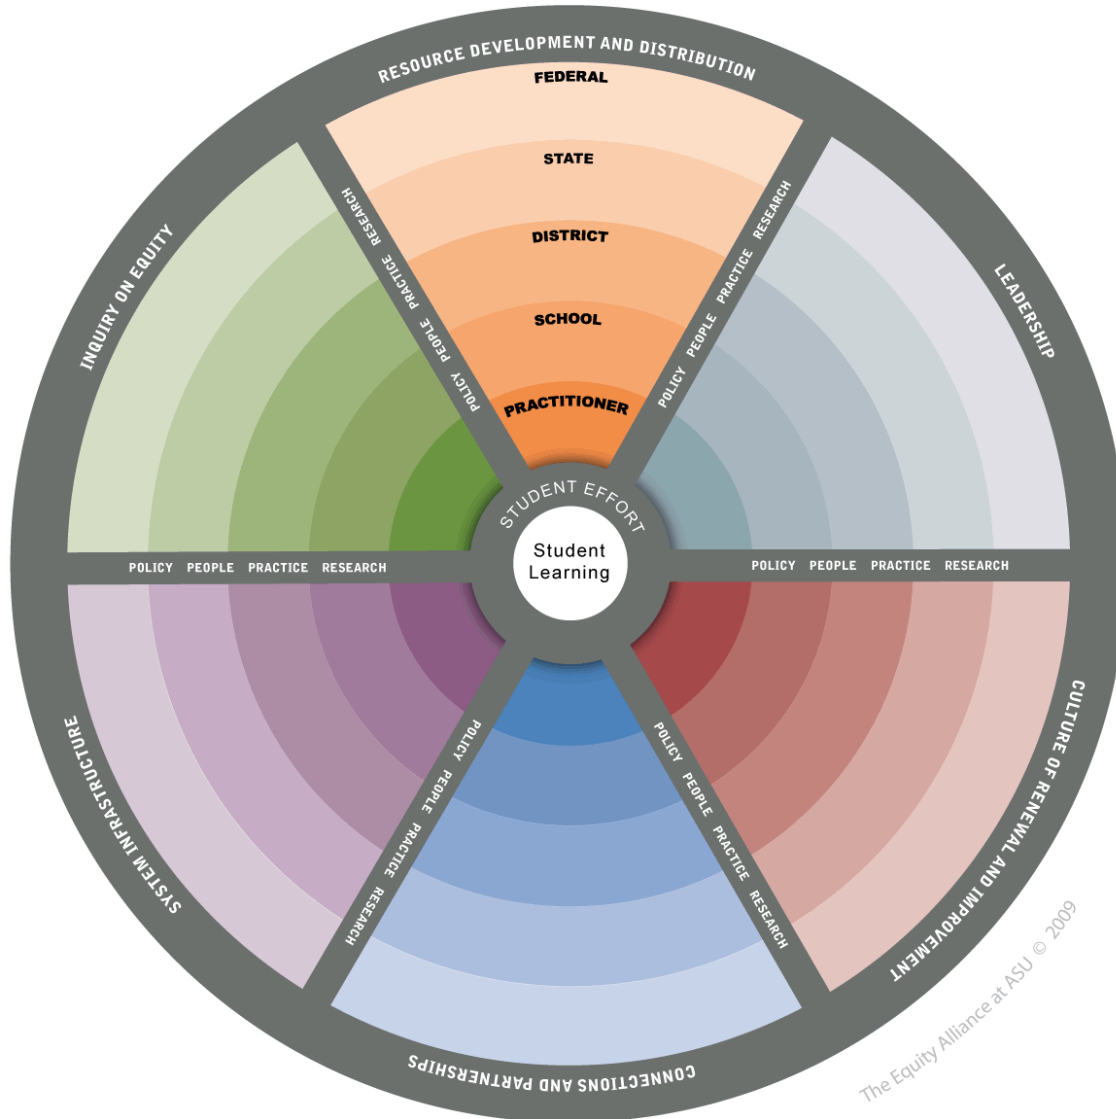 RESOURCE DEVELOPMENT AND DISTRIBUTION
FEDERAL
STATE
DISTRICT
SCHOOL
PRACTITIONER
LEADERSHIP
CULTURE OF RENEWAL AND IMPROVEMENT
CONNECTIONS AND PARTNERSHIPS
SYSTEM INFRASTRUCTURE
INQUIRY ON EQUITY
POLICY PEOPLE PRACTICE RESEARCH
POLICY PEOPLE PRACTICE RESEARCH
POLICY PEOPLE PRACTICE RESEARCH
POLICY PEOPLE PRACTICE RESEARCH
POLICY PEOPLE PRACTICE RESEARCH
POLICY PEOPLE PRACTICE RESEARCH
STUDENT EFFORT
Student
Learning
The Equity Alliance at ASU © 2009